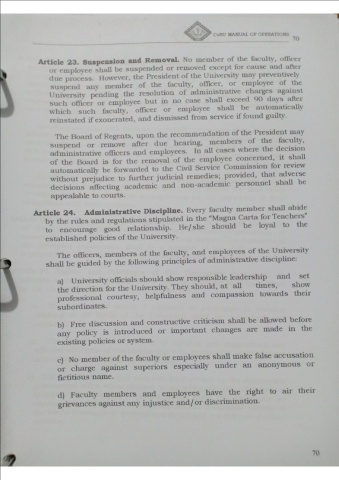 CvSU MANUAL OF OPERATIONS
70
Article 23. Suspension and Removal. No member of the faculty, officer
or employee shall be suspended or removed except for cause and after
due process. However, the President of the University may preventively
suspend any member of the faculty, officer, or employee of the
University pending the resolution of administrative charges against
such officer or employee but in no case shall exceed 90 days after
which such faculty, officer or employee shall be automatically
reinstated if exonerated, and dismissed from service if found guilty.
The Board of Regents, upon the recommendation of the President may
suspend or remove after due hearing, members of the faculty,
administrative officers and employees. In all cases where the decision
of the Board is for the removal of the employee concerned, it shall
automatically be forwarded to the Civil Service Commission for review
without prejudice to further judicial remedies; provided, that adverse
decisions affecting academic and non-academic personnel shall be
appealable to courts.
Article 24. Administrative Discipline. Every faculty member shall abide
by the rules and regulations stipulated in the "Magna Carta for Teachers"
to encourage good relationship. He/she should be loyal to the
established policies of the University.
The officers, members of the faculty, and employees of the University
shall be guided by the following principles of administrative discipline:
a) University officials should show responsible leadership and set
the direction for the University. They should, at all times, show
professional courtesy, helpfulness and compassion towards their
subordinates.
b) Free discussion and constructive criticism shall be allowed before
any policy is introduced or important changes are made in the
existing policies or system.
c) No member of the faculty or employees shall make false accusation
or charge against superiors especially under an anonymous or
fictitious name.
d) Faculty members and employees have the right to air their
grievances against any injustice and/or discrimination.
70